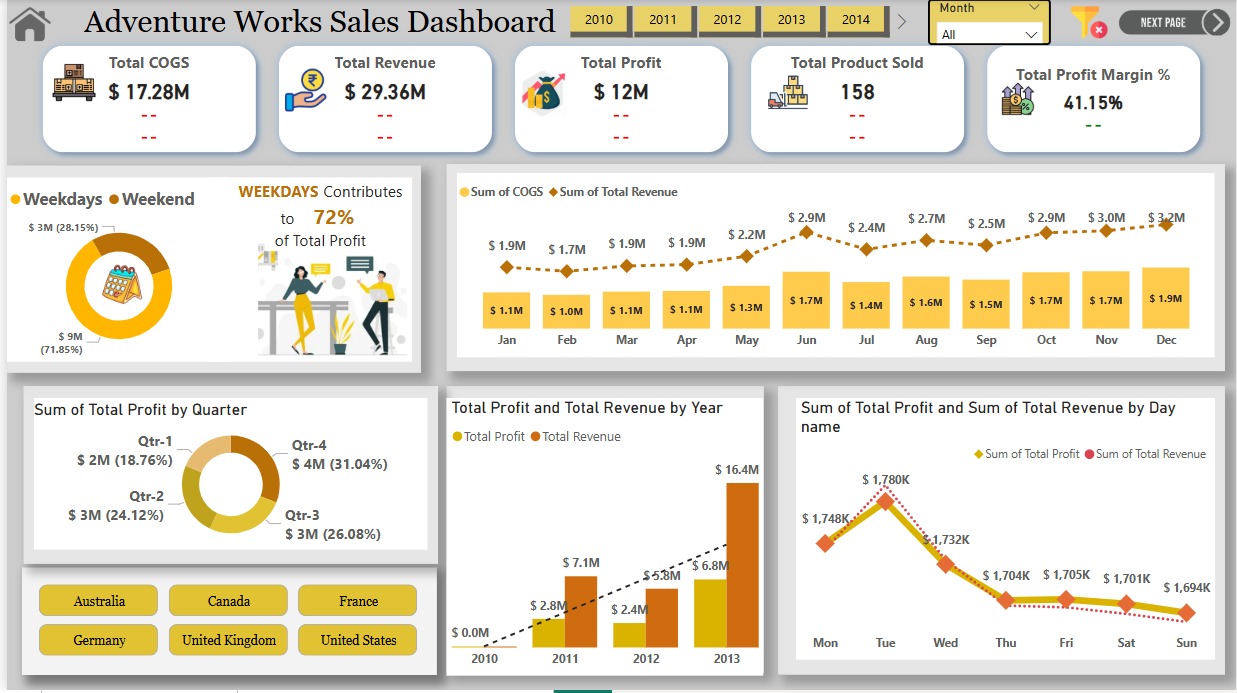 Adventure Works Sales Dashboard
2010
2011
2012
2013
2014
Month
All
NEXT PAGE
Total COGS
$ 17.28M
--
--
Total Revenue
$ 29.36M
--
--
Total Profit
$ 12M
--
--
Total Product Sold
158
--
--
Total Profit Margin %
41.15%
--
Weekdays Weekend
$ 3M (28.15%)
$ 9M
(71.85%)
WEEKDAYS Contributes
to 72%
of Total Profit
Sum of COGS Sum of Total Revenue
$ 1.9M $ 1.7M $ 1.9M $ 1.9M $ 2.2M $ 2.9M $ 2.4M $ 2.7M $ 2.5M $ 2.9M $ 3.0M $ 3.2M
$ 1.1M $ 1.0M $ 1.1M $ 1.1M $ 1.3M $ 1.7M $ 1.4M $ 1.6M $ 1.5M $ 1.7M $ 1.7M $ 1.9M
Jan Feb Mar Apr May Jun Jul Aug Sep Oct Nov Dec
Sum of Total Profit by Quarter
Qtr-1
$ 2M (18.76%)
Qtr-4
$ 4M (31.04%)
Qtr-2
$ 3M (24.12%)
Qtr-3
$ 3M (26.08%)
Australia
Canada
France
Germany
United Kingdom
United States
Total Profit and Total Revenue by Year
Total Profit Total Revenue
$ 0.0M
$ 2.8M
$ 7.1M
$ 2.4M
$ 5.8M
$ 6.8M
$ 16.4M
2010 2011 2012 2013
Sum of Total Profit and Sum of Total Revenue by Day
name
Sum of Total Profit Sum of Total Revenue
$ 1,748K
$ 1,780K
$ 1,732K
$ 1,704K
$ 1,705K
$ 1,701K
$ 1,694K
Mon Tue Wed Thu Fri Sat Sun